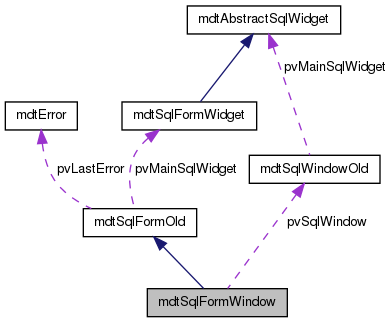 mdtAbstractSqlWidget
pvMainSqlWidget
mdtError
mdtSqlFormWidget
pvLastError
pvMainSqlWidget
mdtSqlWindowOld
mdtSqlFormOld
pvSqlWindow
mdtSqlFormWindow